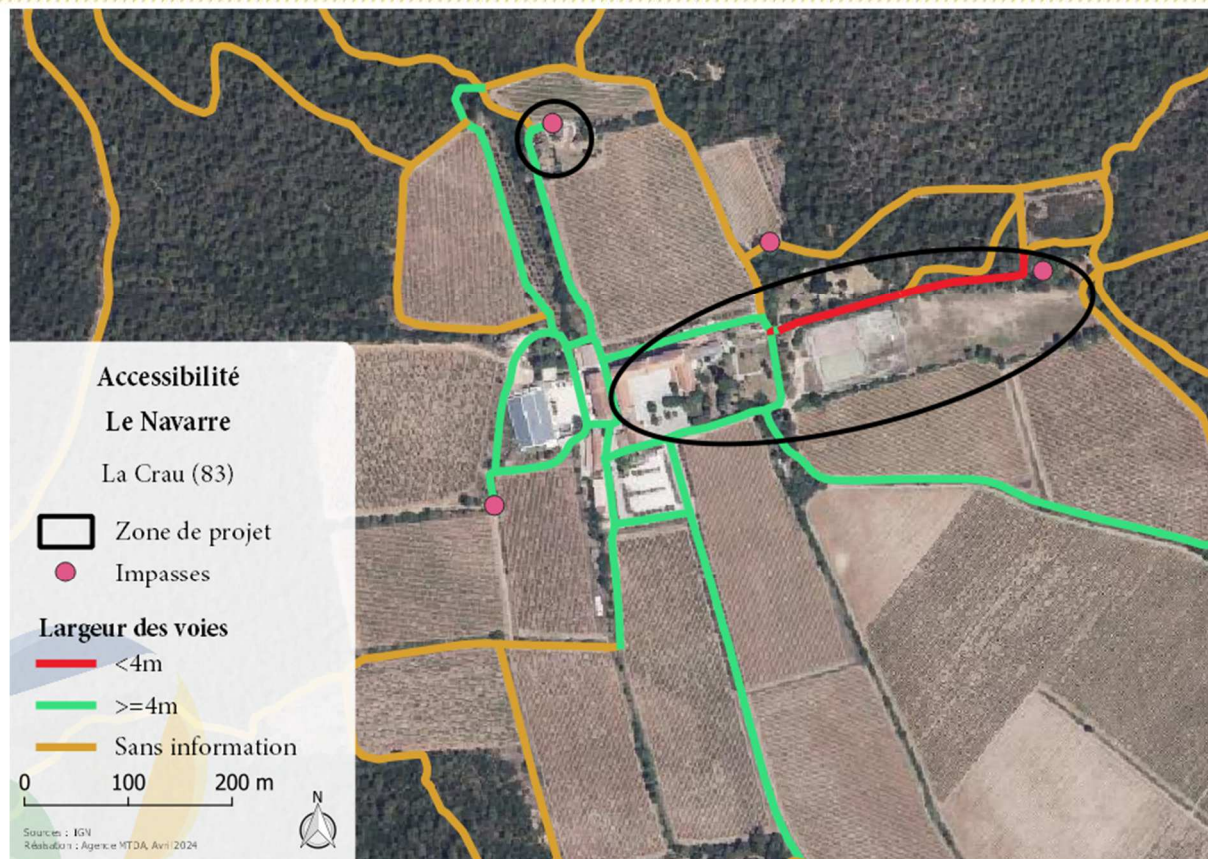 Accessibilité
Le Navarre
La Crau (83)
Zone de projet
Impasses
Largeur des voies
<4m
>=4m
Sans information
0 100 200 m
N
Sources : IGN
Réalisation : Agence MTDA, Avril 2024